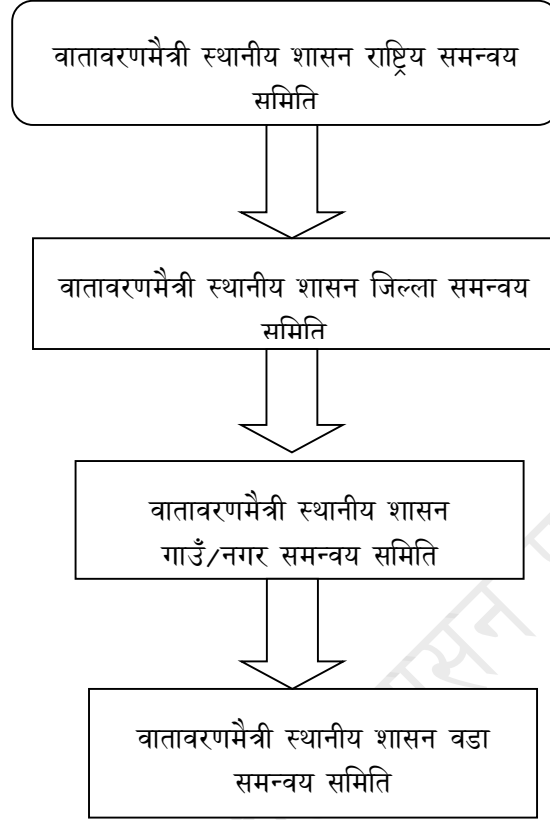 वातावरणमैत्री स्थानीय शासन राष्ट्रिय समन्वय
समिति
वातावरणमैत्री स्थानीय शासन जिल्ला समन्वय
समिति
वातावरणमैत्री स्थानीय शासन
गाउँ/नगर समन्वय समिति
वातावरणमैत्री स्थानीय शासन वडा
समन्वय समिति